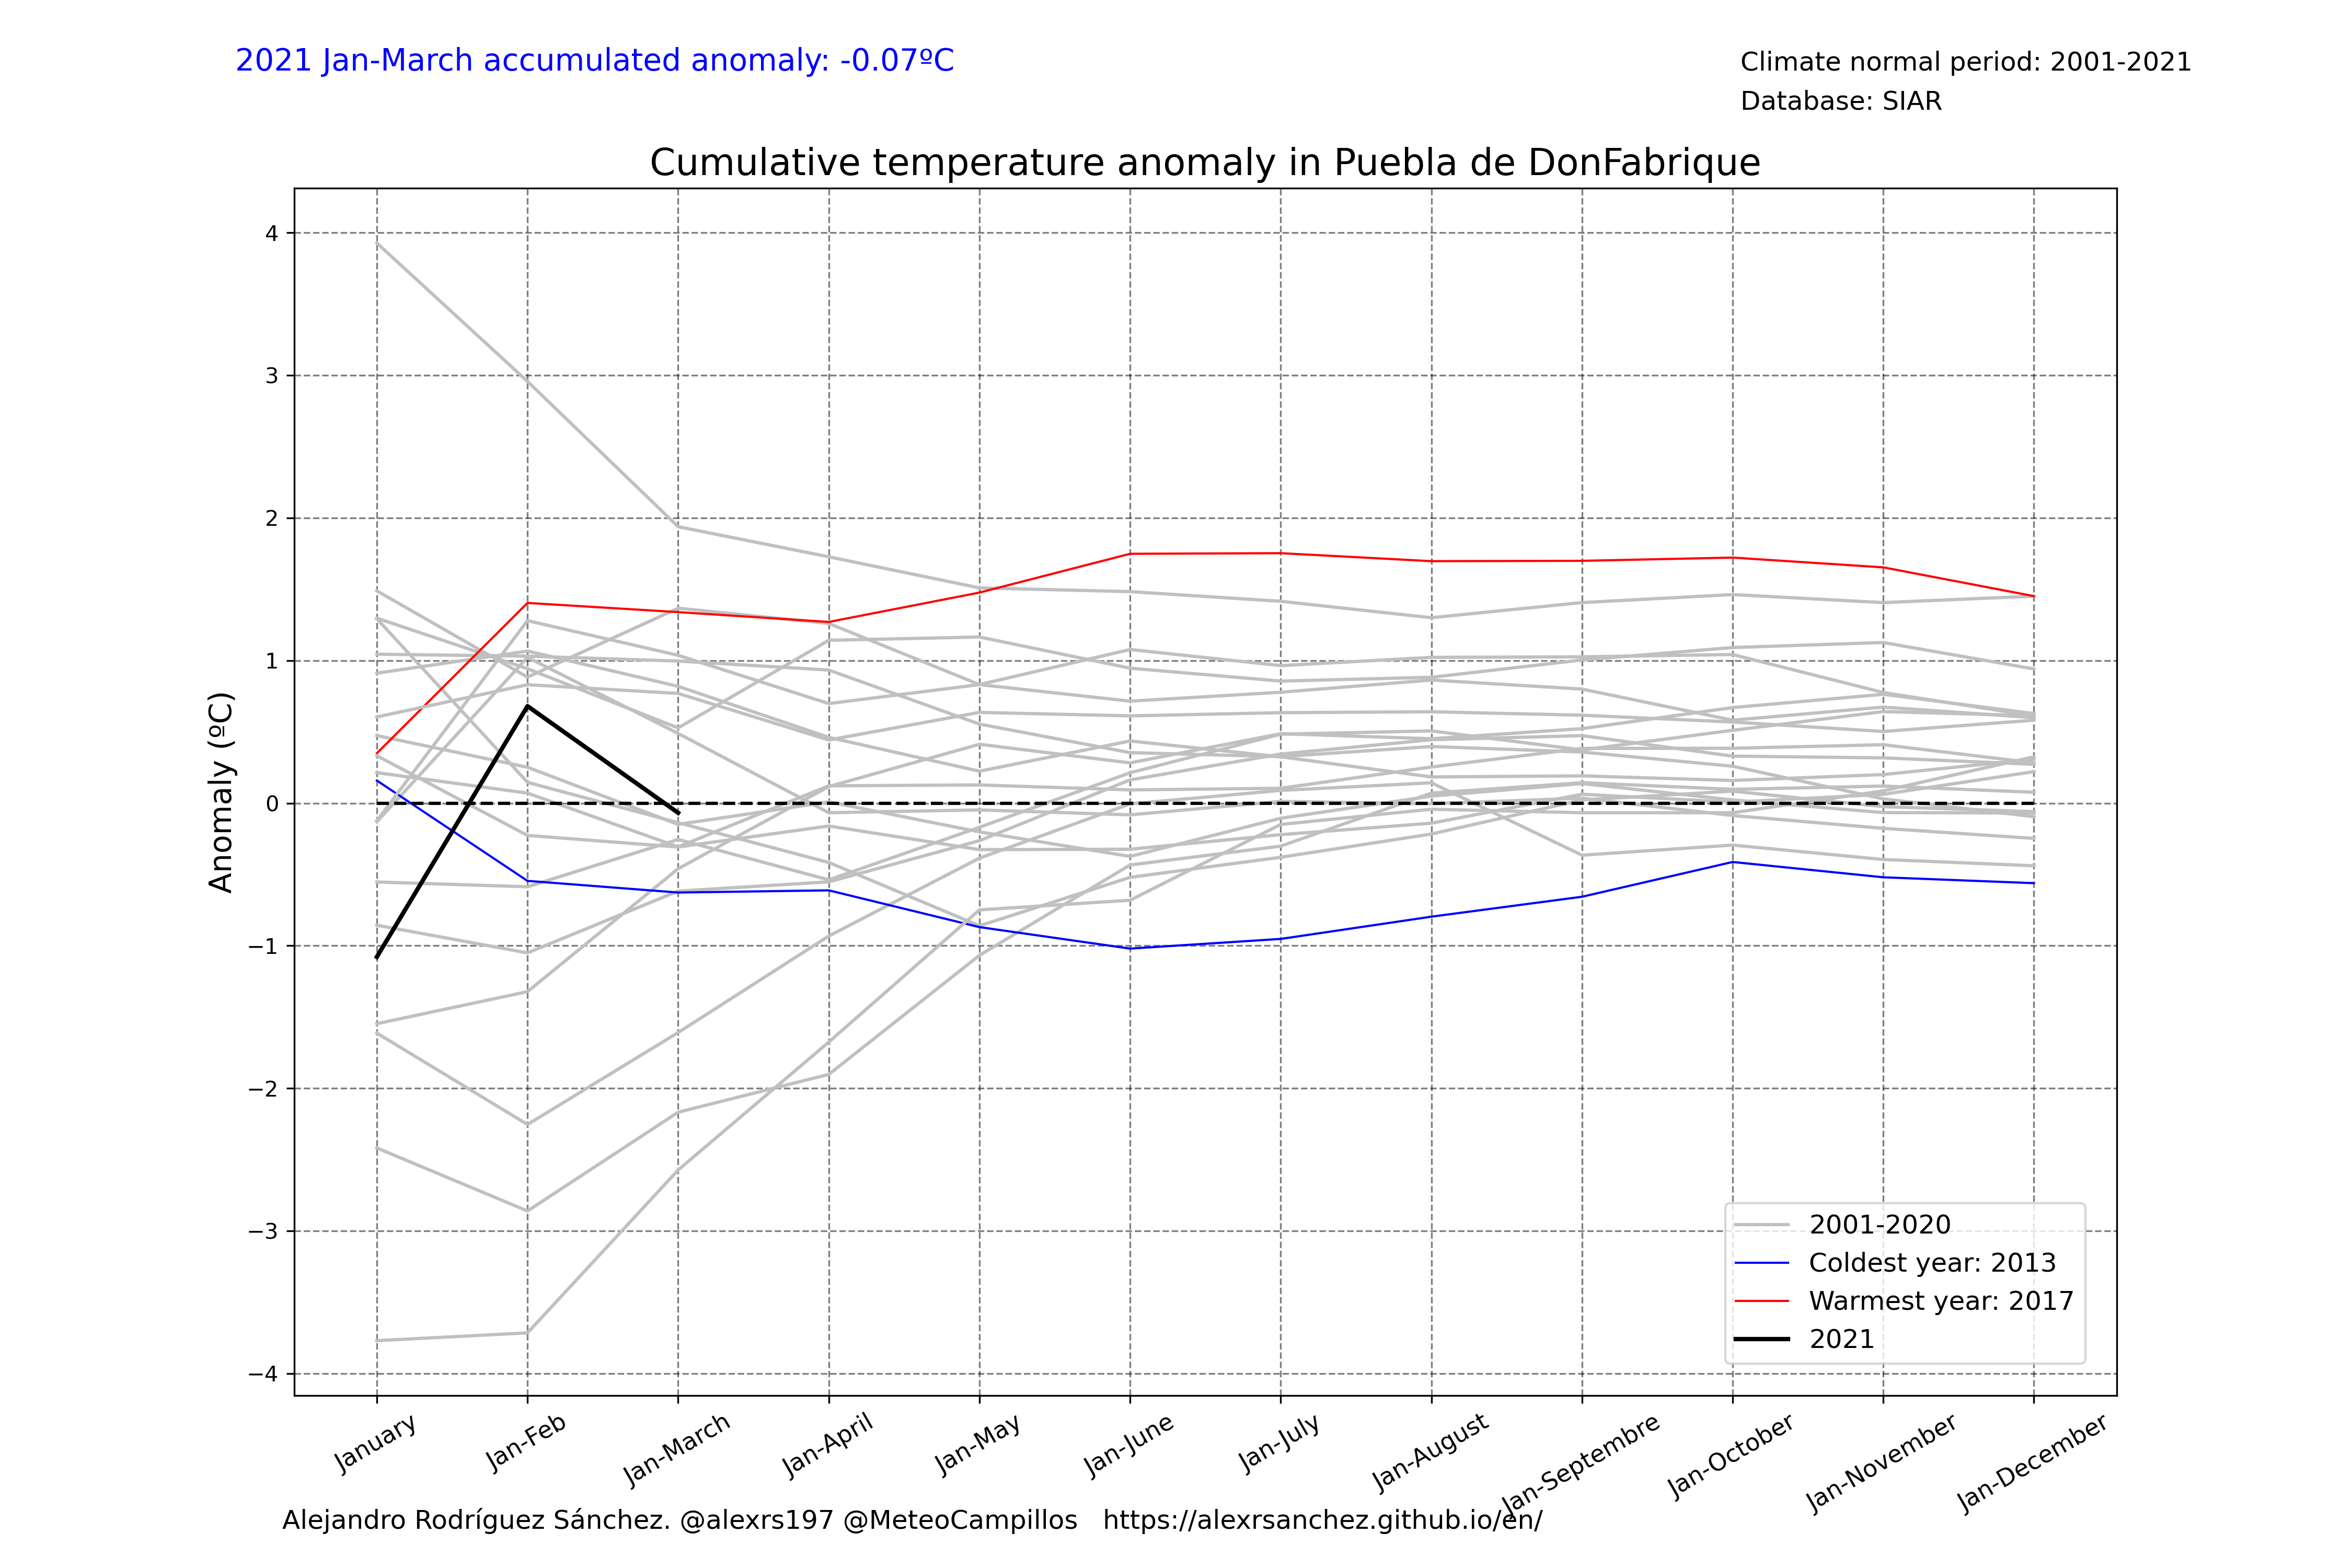 2021 Jan-March accumulated anomaly: -0.07ºC
Climate normal period: 2001-2021
Database: SIAR
Cumulative temperature anomaly in Puebla de DonFabrique
Anomaly (ºC)
4
3
2
1
0
−1
−2
−3
−4
2001-2020
Coldest year: 2013
Warmest year: 2017
2021
January
Jan-Feb
Jan-March
Jan-April
Jan-May
Jan-June
Jan-July
Jan-August
Jan-Septembre
Jan-October
Jan-November
Jan-December
Alejandro Rodríguez Sánchez. @alexrs197 @MeteoCampillos   https://alexrsanchez.github.io/en/